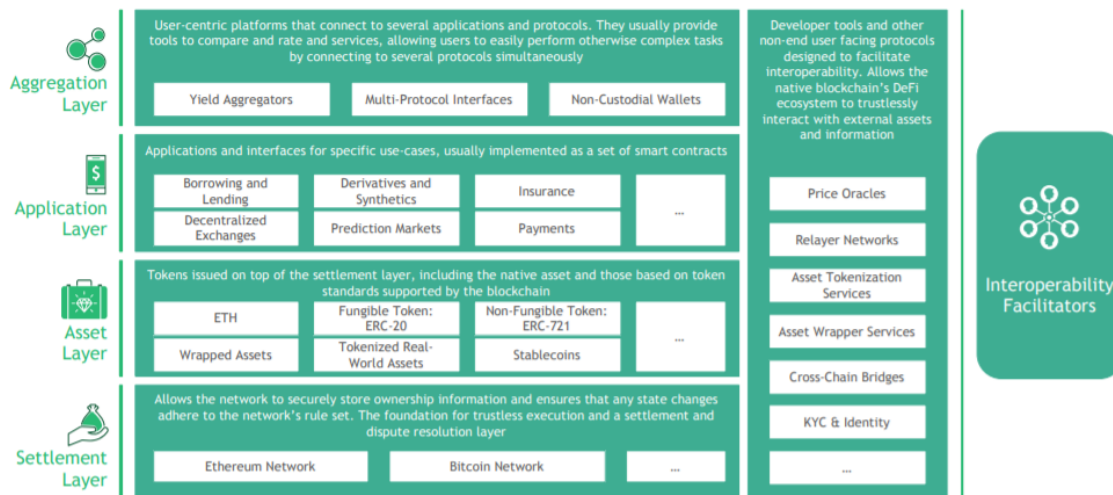 Aggregation
Layer
User-centric platforms that connect to several applications and protocols. They usually provide
tools to compare and rate and services, allowing users to easily perform otherwise complex tasks
by connecting to several protocols simultaneously
Yield Aggregators
Multi-Protocol Interfaces
Non-Custodial Wallets
Application
Layer
$
Applications and interfaces for specific use-cases, usually implemented as a set of smart contracts
Borrowing and
Lending
Derivatives and
Synthetics
Insurance
Decentralized
Exchanges
Prediction Markets
Payments
...
Asset
Layer
Tokens issued on top of the settlement layer, including the native asset and those based on token
standards supported by the blockchain
ETH
Fungible Token:
ERC-20
Non-Fungible Token:
ERC-721
Wrapped Assets
Tokenized Real-
World Assets
Stablecoins
...
Settlement
Layer
Allows the network to securely store ownership information and ensures that any state changes
adhere to the network's rule set. The foundation for trustless execution and a settlement and
dispute resolution layer
Ethereum Network
Bitcoin Network
...
Developer tools and other
non-end user facing protocols
designed to facilitate
interoperability. Allows the
native blockchain's DeFi
ecosystem to trustlessly
interact with external assets
and information
Price Oracles
Relayer Networks
Asset Tokenization
Services
Asset Wrapper Services
Cross-Chain Bridges
KYC & Identity
...
Interoperability
Facilitators